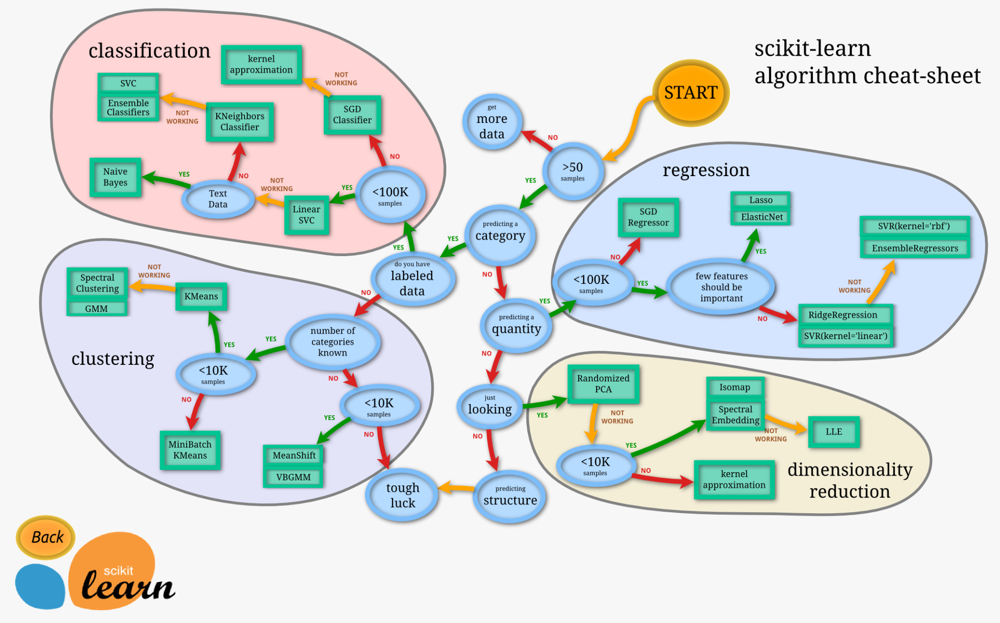 scikit-learn
algorithm cheat-sheet
START
classification
kernel
approximation
NOT
WORKING
SVC
Ensemble
Classifiers
NOT
WORKING
KNeighbors
Classifier
SGD
Classifier
NO
Naive
Bayes
YES
NO
Text
Data
NOT
WORKING
Linear
SVC
YES
<100K
samples
YES
get
more
data
NO
>50
samples
YES
predicting a
category
YES
NO
do you have
labeled
data
NO
predicting a
quantity
YES
NO
just
looking
YES
NO
predicting
structure
tough
luck
regression
SGD
Regressor
NO
<100K
samples
YES
Lasso
ElasticNet
YES
few features
should be
important
NO
SVR(kernel='rbf')
EnsembleRegressors
NOT
WORKING
RidgeRegression
SVR(kernel='linear')
clustering
Spectral
Clustering
GMM
NOT
WORKING
KMeans
YES
<10K
samples
NO
MiniBatch
KMeans
YES
number of
categories
known
NO
<10K
samples
YES
NO
MeanShift
VBGMM
Randomized
PCA
NOT
WORKING
<10K
samples
YES
NO
Isomap
Spectral
Embedding
NOT
WORKING
LLE
kernel
approximation
dimensionality
reduction
Back
scikit
learn